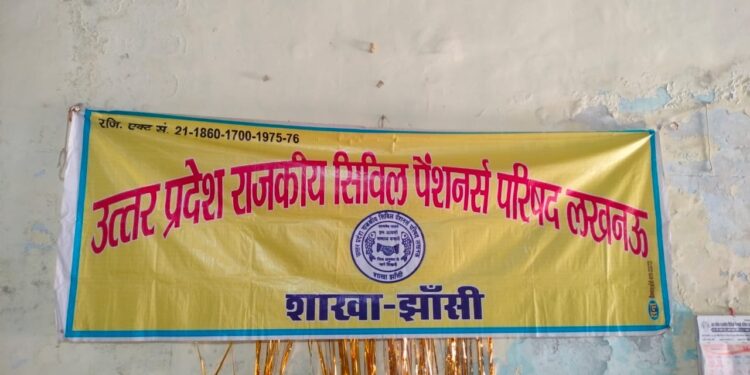 रजि. एक्ट सं. 21-1860-1700-1975-76
उत्तर प्रदेश राजकीय सिविल पैंशनर्स परिषद लखनऊ
शाखा-झाँसी